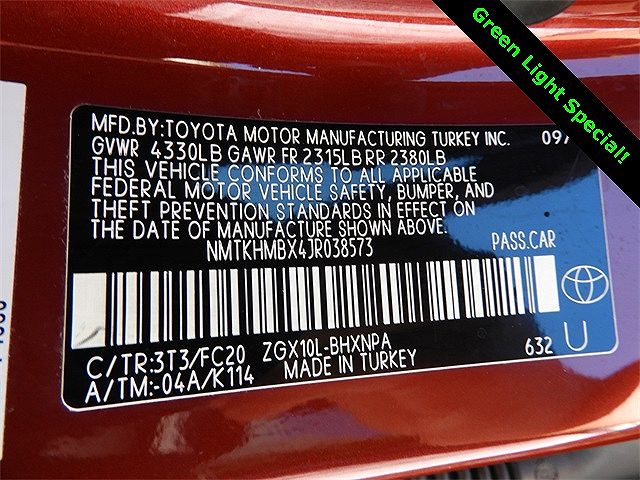 Green Light Special!
MFD.BY:TOYOTA MOTOR MANUFACTURING TURKEY INC. 09/
GVWR 4330LB GAWR FR 2315LB RR 2380LB
THIS VEHICLE CONFORMS TO ALL APPLICABLE
FEDERAL MOTOR VEHICLE SAFETY, BUMPER, AND
THEFT PREVENTION STANDARDS IN EFFECT ON
THE DATE OF MANUFACTURE SHOWN ABOVE.
NMTKHMBX4JR038573 PASS.CAR
C/TR:3T3/FC20 ZGX10L-BHXNPA 632 U
A/TM:-04A/K114 MADE IN TURKEY